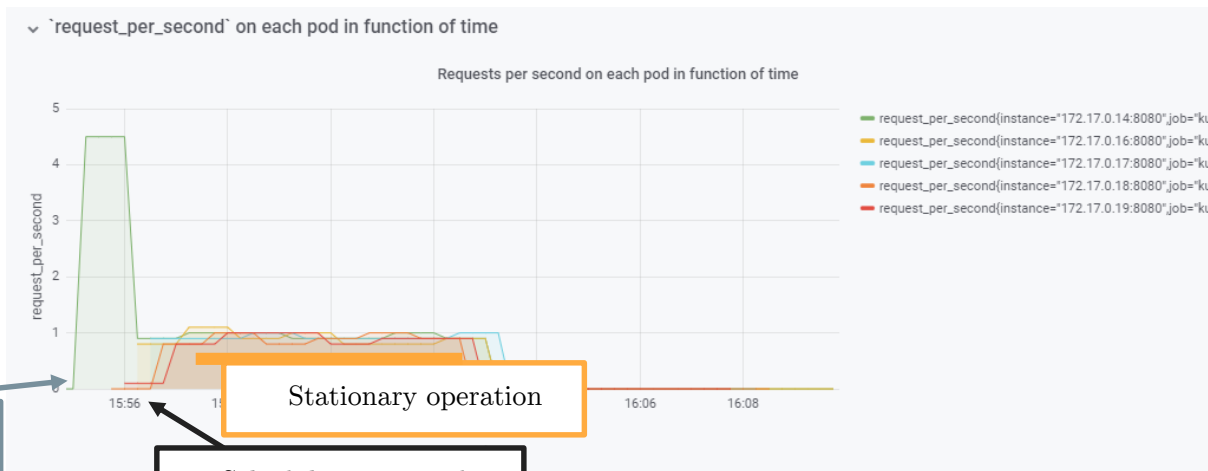 `request_per_second` on each pod in function of time
Requests per second on each pod in function of time
5
4
3
2
1
request_per_second
request_per_second{instance="172.17.0.14:8080",job="ku
request_per_second{instance="172.17.0.16:8080",job="ku
request_per_second{instance="172.17.0.17:8080",job="ku
request_per_second{instance="172.17.0.18:8080",job="ku
request_per_second{instance="172.17.0.19:8080",job="ku
Stationary operation
15:56
16:06
16:08